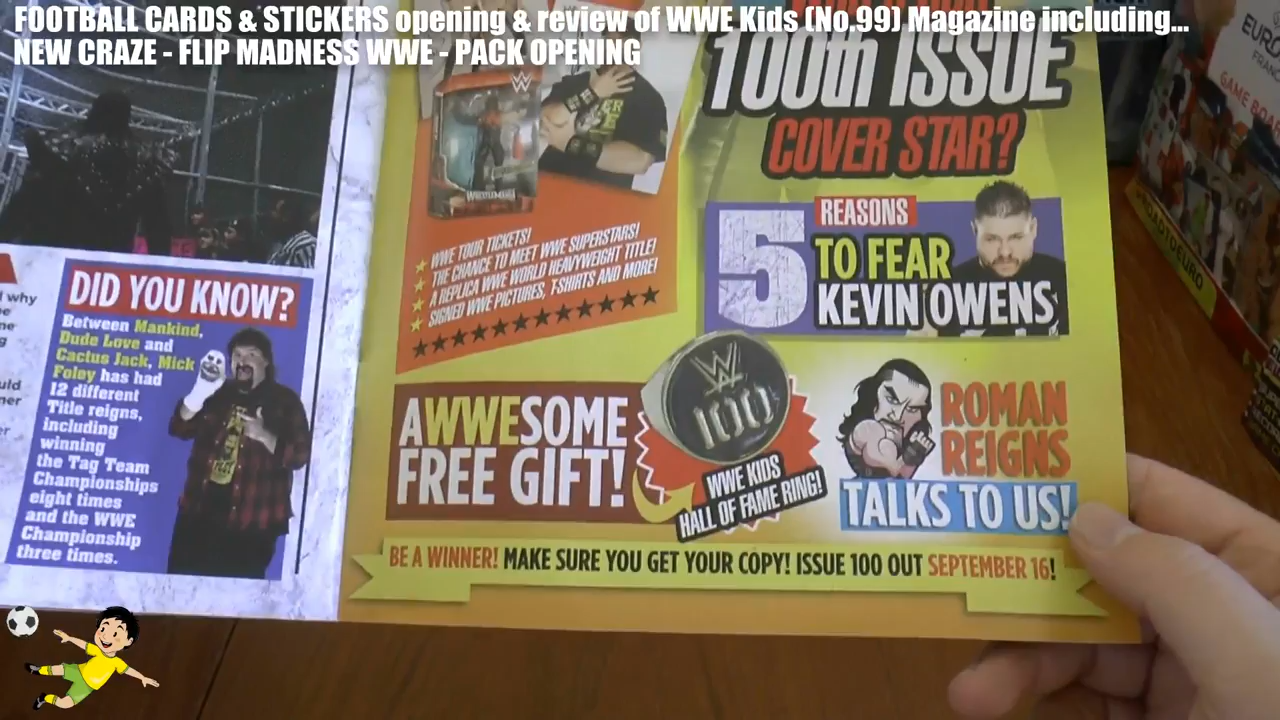 FOOTBALL CARDS & STICKERS opening & review of WWE Kids (No.99) Magazine including...
NEW CRAZE - FLIP MADNESS WWE - PACK OPENING
100th ISSUE
COVER STAR?
WWE TOUR TICKETS!
THE CHANCE TO MEET WWE SUPERSTARS!
A REPLICA WWE WORLD HEAVYWEIGHT TITLE!
SIGNED WWE PICTURES, T-SHIRTS AND MORE!
5 REASONS
TO FEAR
KEVIN OWENS
DID YOU KNOW?
Between Mankind,
Dude Love and
Cactus Jack, Mick
Foley has had
12 different
Title reigns,
including
winning
the Tag Team
Championships
eight times
and the WWE
Championship
three times.
why
AWWESOME
FREE GIFT!
W
100
WWE KIDS
HALL OF FAME RING!
ROMAN
REIGNS
TALKS TO US!
BE A WINNER! MAKE SURE YOU GET YOUR COPY! ISSUE 100 OUT SEPTEMBER 16!
GAME BO